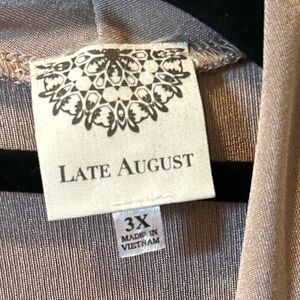 LATE AUGUST
3X
MADE IN
VIETNAM